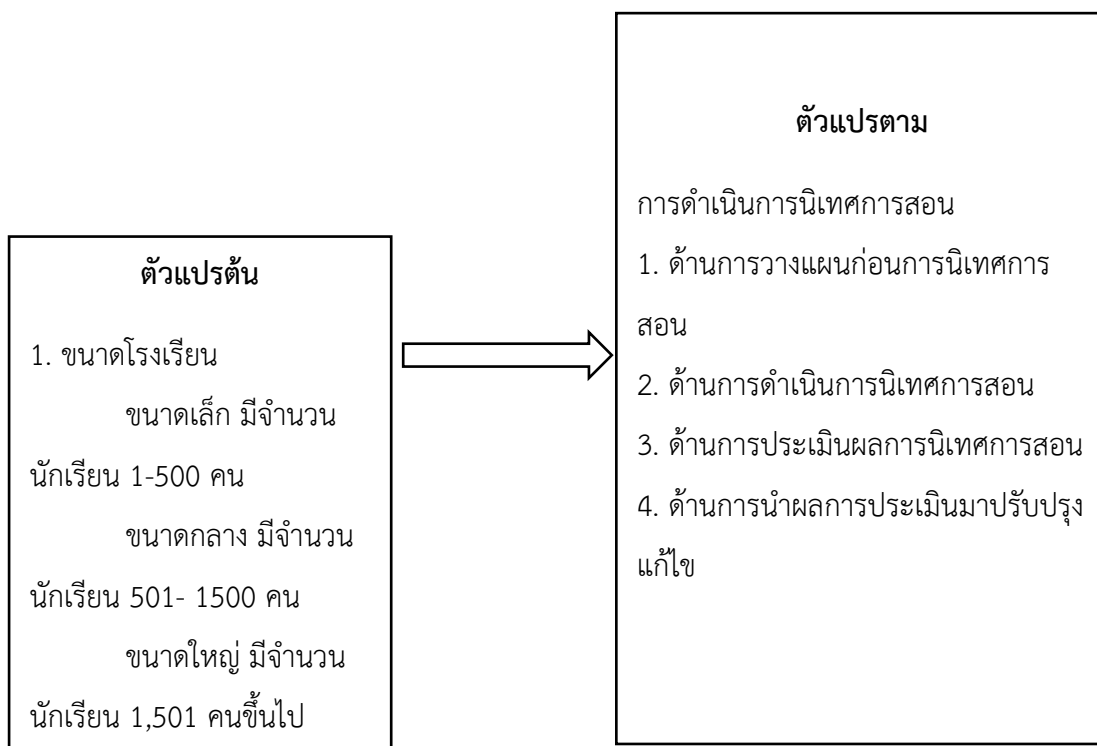 ตัวแปรต้น
1. ขนาดโรงเรียน
ขนาดเล็ก มีจำนวน
นักเรียน 1-500 คน
ขนาดกลาง มีจำนวน
นักเรียน 501- 1500 คน
ขนาดใหญ่ มีจำนวน
นักเรียน 1,501 คนขึ้นไป
ตัวแปรตาม
การดำเนินการนิเทศการสอน
1. ด้านการวางแผนก่อนการนิเทศการ
สอน
2. ด้านการดำเนินการนิเทศการสอน
3. ด้านการประเมินผลการนิเทศการสอน
4. ด้านการนำผลการประเมินมาปรับปรุง
แก้ไข